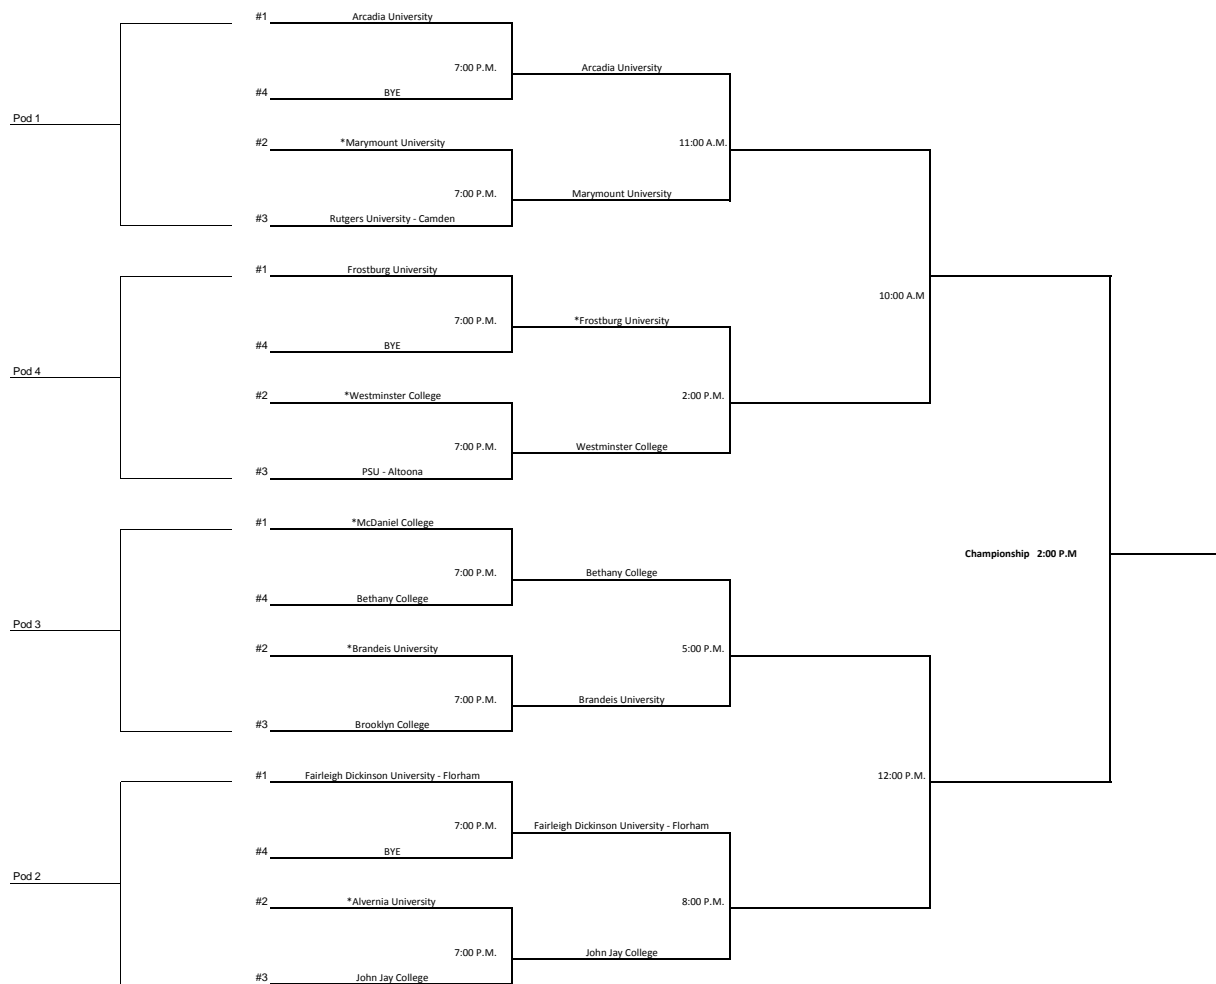 #1 Arcadia University
7:00 P.M. Arcadia University
#4 BYE
Pod 1
#2 *Marymount University 11:00 A.M.
7:00 P.M. Marymount University
#3 Rutgers University - Camden
#1 Frostburg University
10:00 A.M
7:00 P.M. *Frostburg University
#4 BYE
Pod 4
#2 *Westminster College 2:00 P.M.
7:00 P.M. Westminster College
#3 PSU - Altoona
#1 *McDaniel College
Championship 2:00 P.M
7:00 P.M. Bethany College
#4 Bethany College
Pod 3
#2 *Brandeis University 5:00 P.M.
7:00 P.M. Brandeis University
#3 Brooklyn College
#1 Fairleigh Dickinson University - Florham 12:00 P.M.
7:00 P.M. Fairleigh Dickinson University - Florham
#4 BYE
Pod 2
#2 *Alvernia University 8:00 P.M.
7:00 P.M. John Jay College
#3 John Jay College